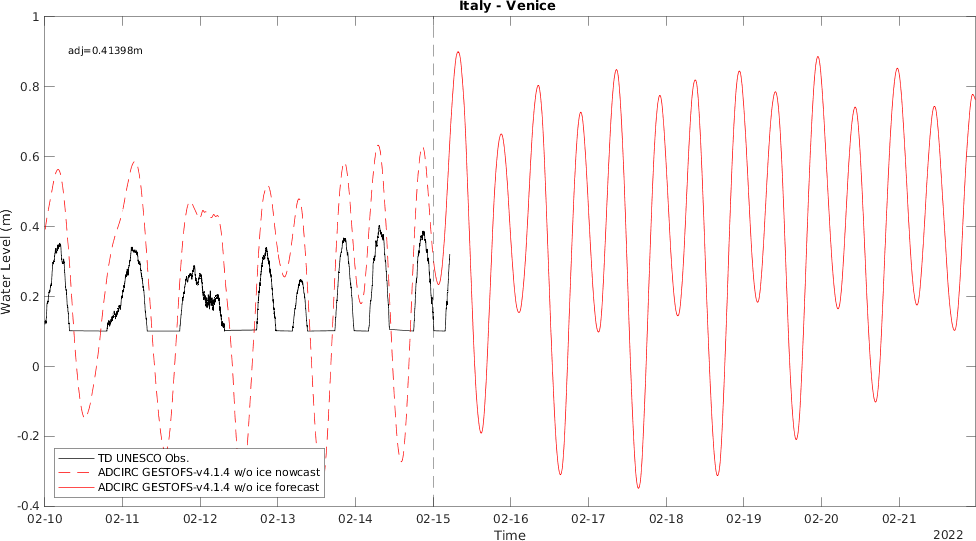 Italy - Venice
adj=0.41398m
Water Level (m)
1
0.8
0.6
0.4
0.2
0
-0.2
-0.4
TD UNESCO Obs.
ADCIRC GESTOFS-v4.1.4 w/o ice nowcast
ADCIRC GESTOFS-v4.1.4 w/o ice forecast
02-10 02-11 02-12 02-13 02-14 02-15 02-16 02-17 02-18 02-19 02-20 02-21
Time
2022